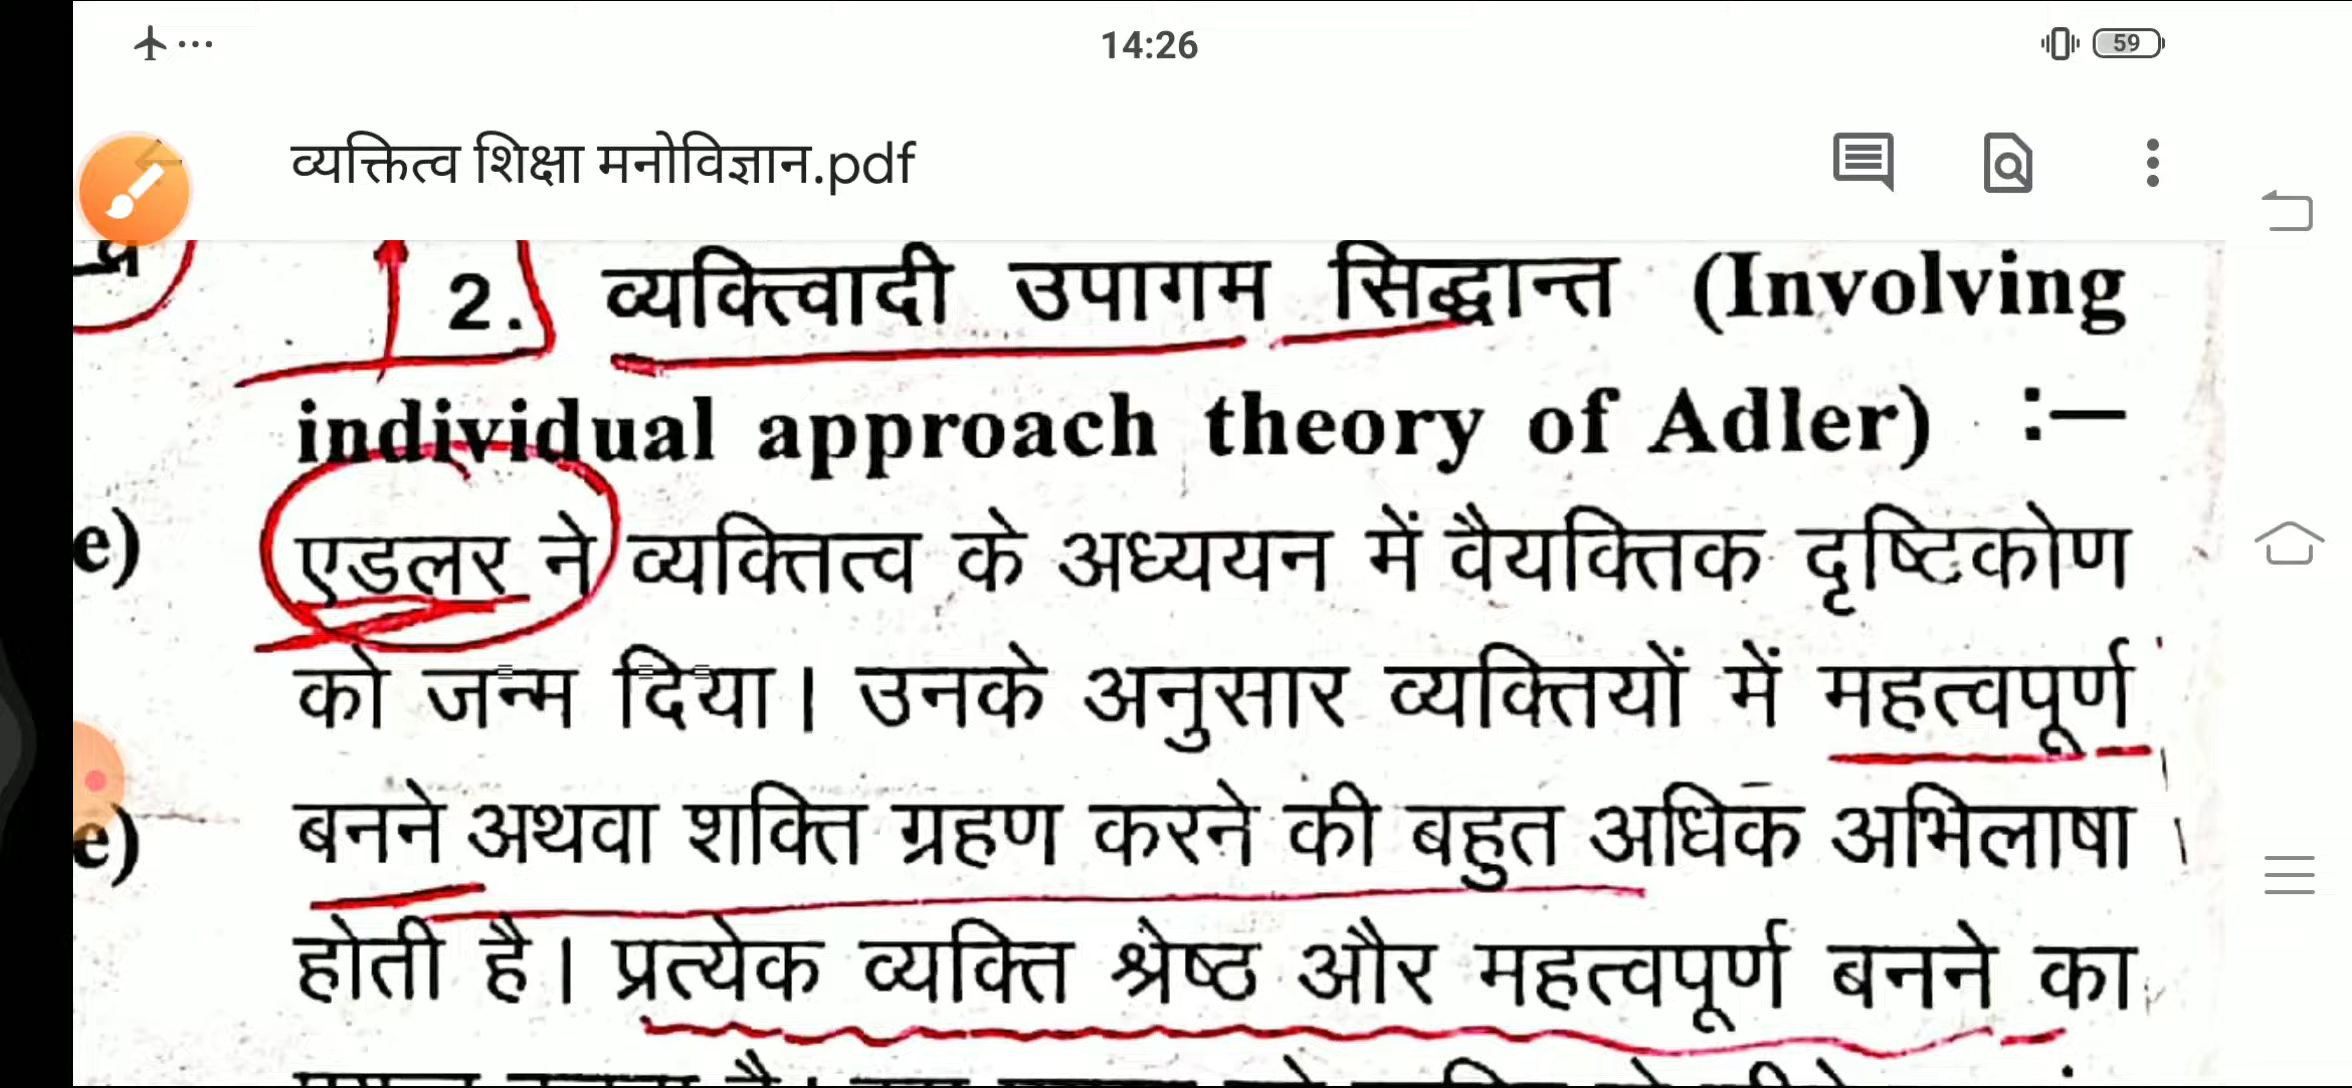 14:26
59
व्यक्तित्व शिक्षा मनोविज्ञान.pdf
2. व्यक्तिवादी उपागम सिद्धान्त (Involving
individual approach theory of Adler) :—
e)
एडलर ने व्यक्तित्व के अध्ययन में वैयक्तिक दृष्टिकोण
को जन्म दिया। उनके अनुसार व्यक्तियों में महत्वपूर्ण
बनने अथवा शक्ति ग्रहण करने की बहुत अधिक अभिलाषा
e)
होती है। प्रत्येक व्यक्ति श्रेष्ठ और महत्वपूर्ण बनने का